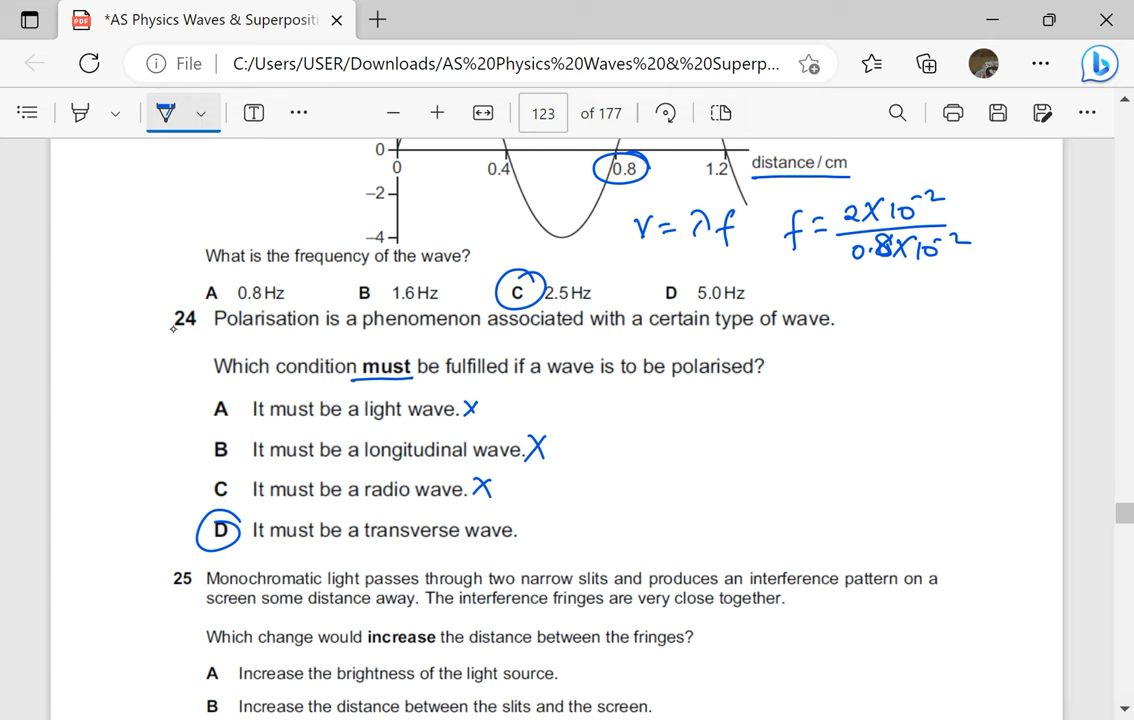 *AS Physics Waves & Superpositi
File
C:/Users/USER/Downloads/AS%20Physics%20Waves%20&%20Superp...
123 of 177
0
0 0.4 0.8 1.2 distance / cm
−2
−4
v = λf f = 2×10⁻² / 0.8×10⁻²
What is the frequency of the wave?
A 0.8 Hz B 1.6 Hz C 2.5 Hz D 5.0 Hz
24 Polarisation is a phenomenon associated with a certain type of wave.
Which condition must be fulfilled if a wave is to be polarised?
A It must be a light wave. X
B It must be a longitudinal wave. X
C It must be a radio wave. X
D It must be a transverse wave.
25 Monochromatic light passes through two narrow slits and produces an interference pattern on a
screen some distance away. The interference fringes are very close together.
Which change would increase the distance between the fringes?
A Increase the brightness of the light source.
B Increase the distance between the slits and the screen.